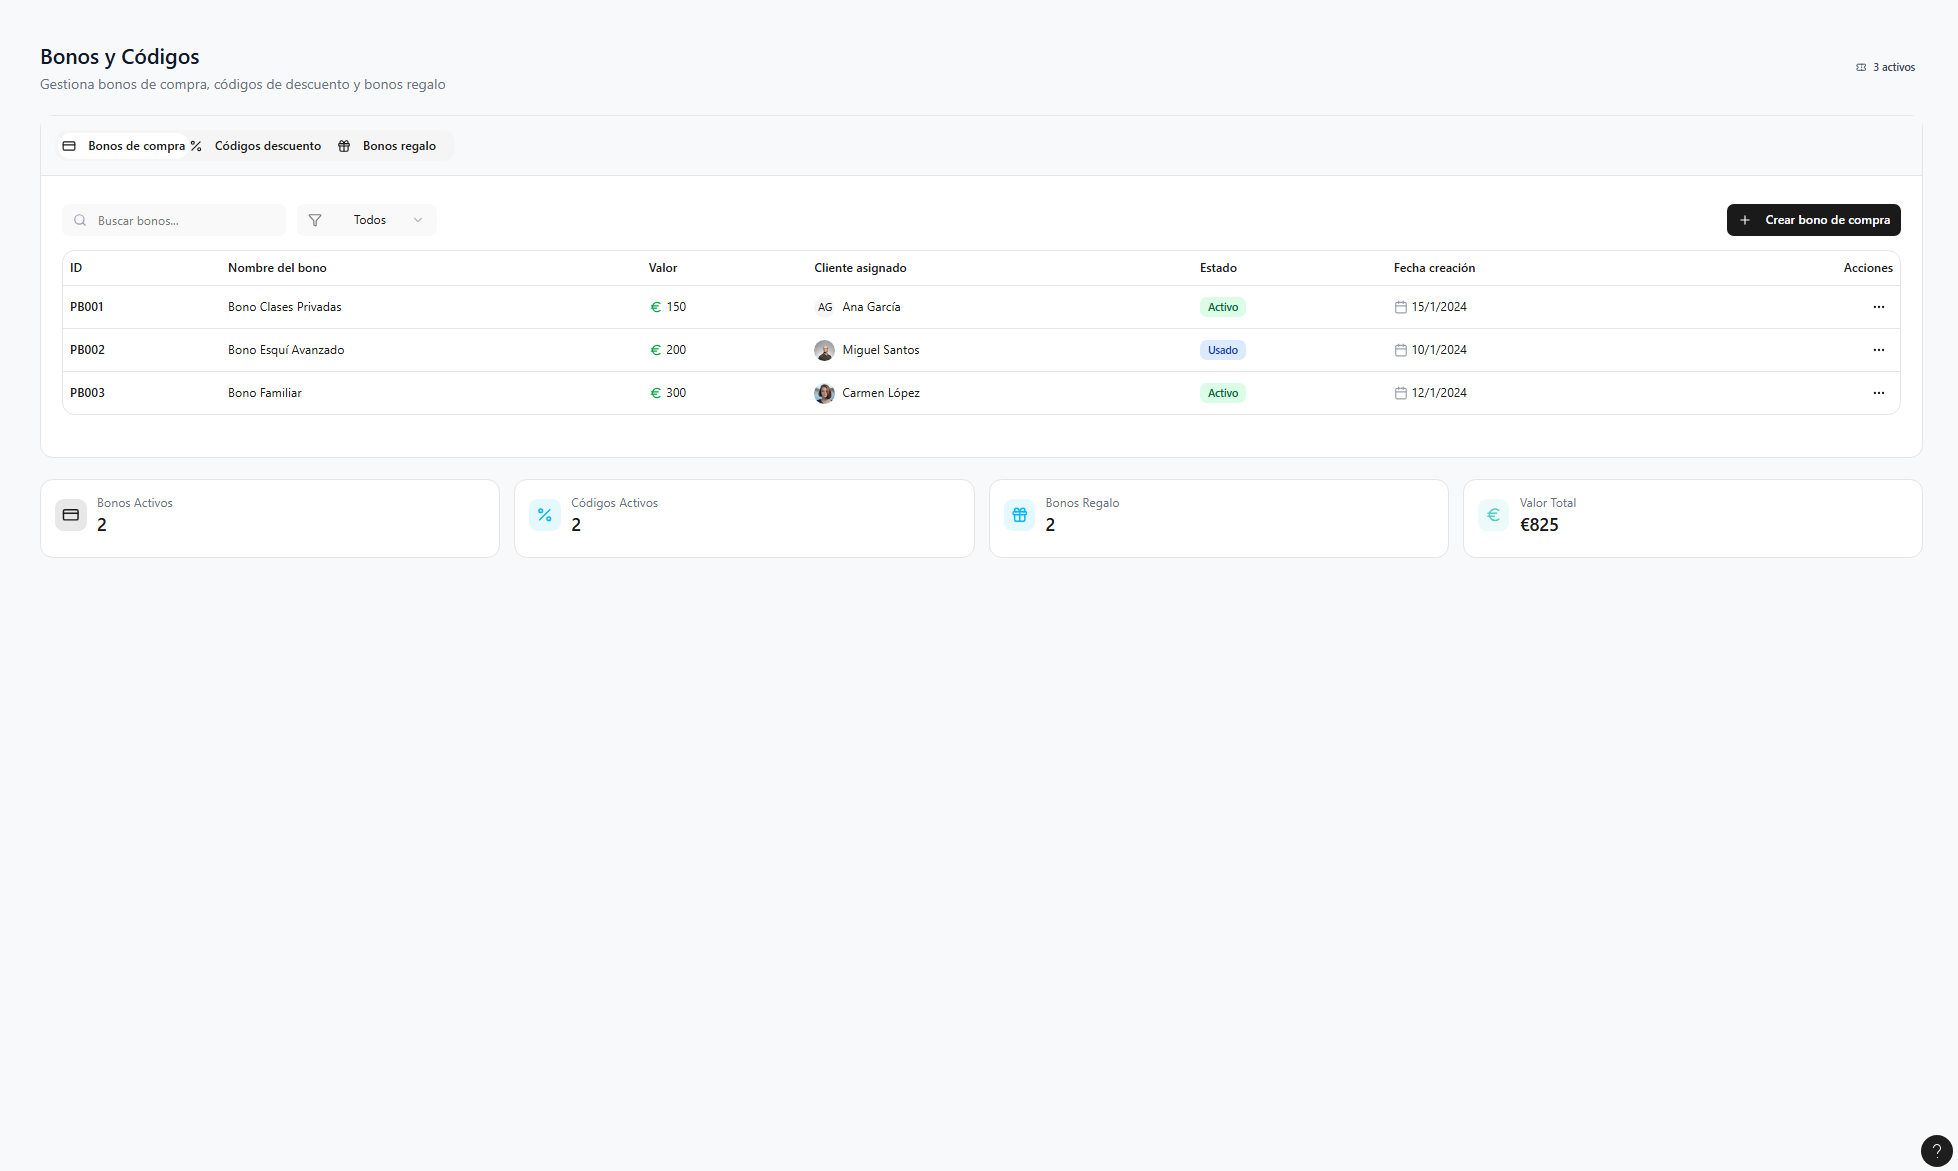 Bonos y Códigos
Gestiona bonos de compra, códigos de descuento y bonos regalo
3 activos
Bonos de compra Códigos descuento Bonos regalo
Buscar bonos... Todos Crear bono de compra
ID Nombre del bono Valor Cliente asignado Estado Fecha creación Acciones
PB001 Bono Clases Privadas € 150 AG Ana García Activo 15/1/2024 ...
PB002 Bono Esquí Avanzado € 200 Miguel Santos Usado 10/1/2024 ...
PB003 Bono Familiar € 300 Carmen López Activo 12/1/2024 ...
Bonos Activos Códigos Activos Bonos Regalo Valor Total
2 2 2 €825
?